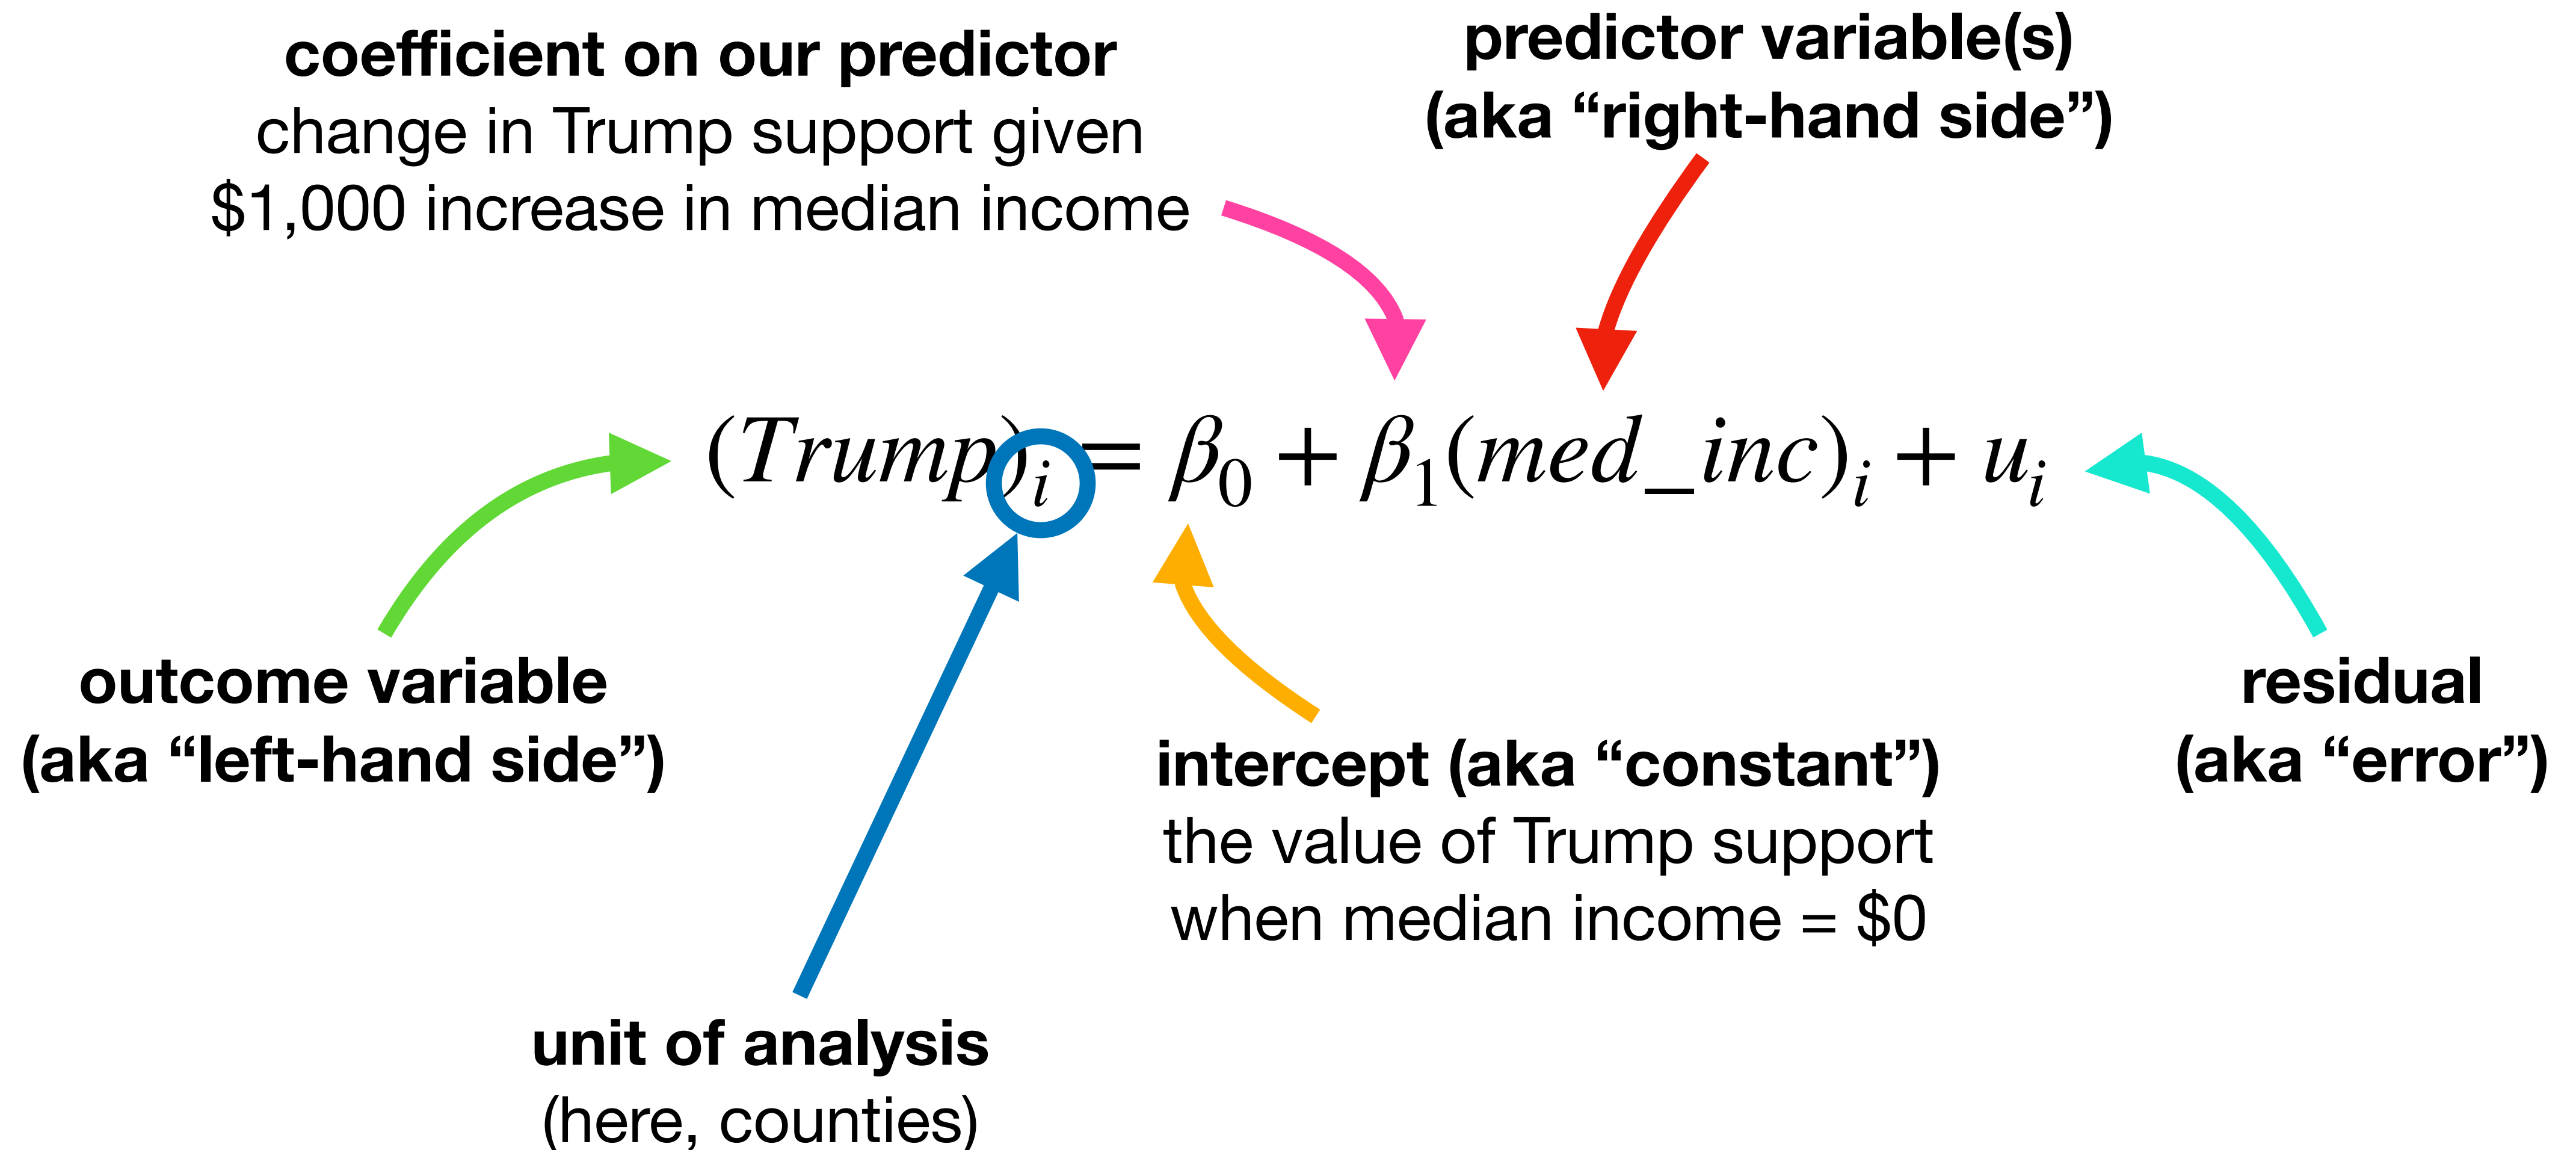 coefficient on our predictor
change in Trump support given
$1,000 increase in median income
predictor variable(s)
(aka “right-hand side”)
(Trump)ᵢ = β₀ + β₁(med_inc)ᵢ + uᵢ
outcome variable
(aka “left-hand side”)
intercept (aka “constant”)
the value of Trump support
when median income = $0
residual
(aka “error”)
unit of analysis
(here, counties)